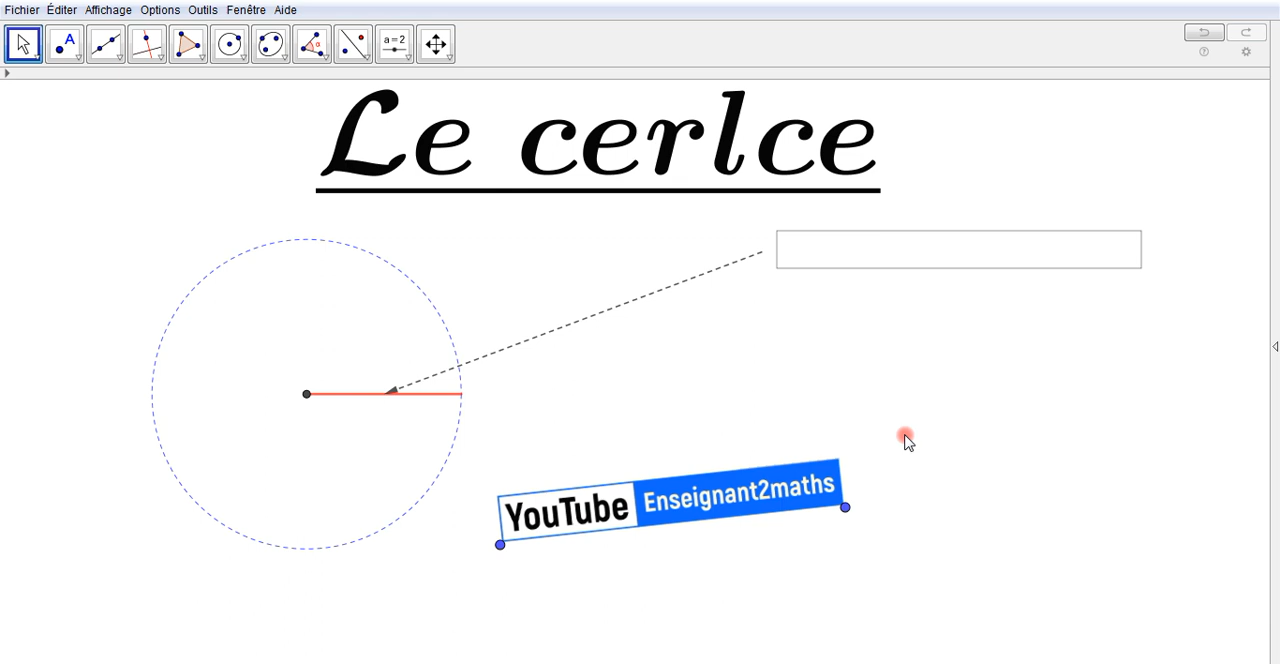 Fichier Éditer Affichage Options Outils Fenêtre Aide
A
α
a=2
Le cerlce
YouTube Enseignant2maths